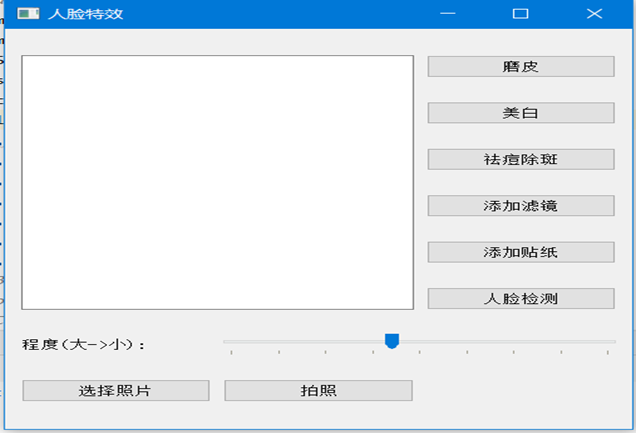 人脸特效
磨皮
美白
祛痘除斑
添加滤镜
添加贴纸
人脸检测
程度(大->小)：
选择照片
拍照